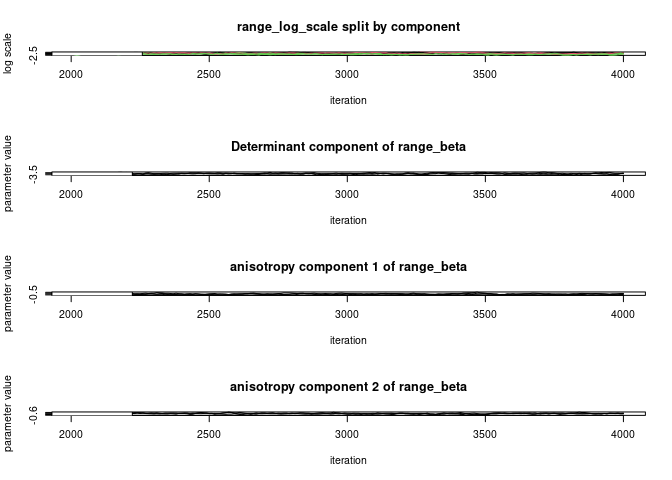 range_log_scale split by component
log scale
-2.5
2000 2500 3000 3500 4000
iteration
Determinant component of range_beta
parameter value
-3.5
2000 2500 3000 3500 4000
iteration
anisotropy component 1 of range_beta
parameter value
-0.5
2000 2500 3000 3500 4000
iteration
anisotropy component 2 of range_beta
parameter value
-0.6
2000 2500 3000 3500 4000
iteration